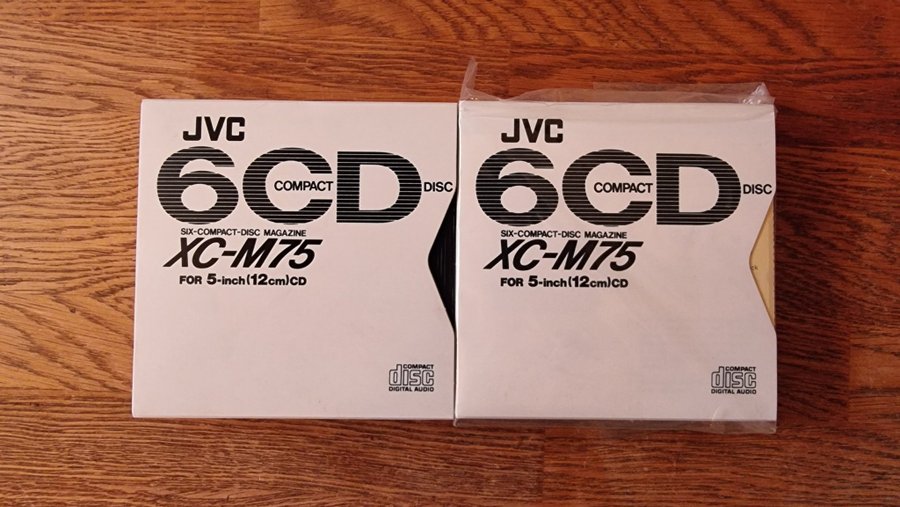 JVC
6CD
COMPACT DISC
SIX-COMPACT-DISC MAGAZINE
XC-M75
FOR 5-inch(12cm)CD
COMPACT
disc
DIGITAL AUDIO
JVC
6CD
COMPACT DISC
SIX-COMPACT-DISC MAGAZINE
XC-M75
FOR 5-inch(12cm)CD
COMPACT
disc
DIGITAL AUDIO